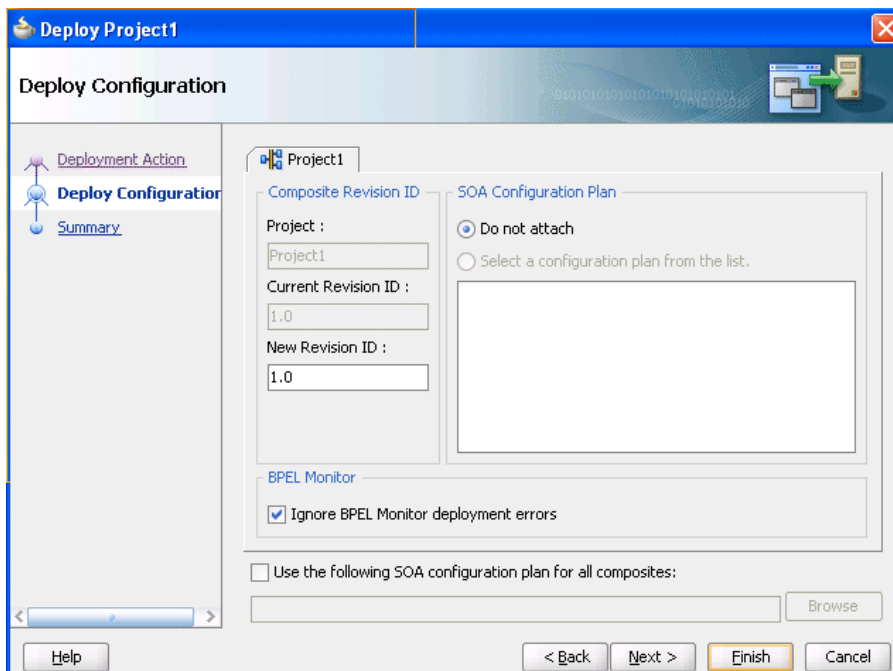 Deploy Project1
Deploy Configuration
Deployment Action
Deploy Configuration
Summary
Project1
Composite Revision ID
Project :
Project1
Current Revision ID :
1.0
New Revision ID :
1.0
SOA Configuration Plan
Do not attach
Select a configuration plan from the list.
BPEL Monitor
Ignore BPEL Monitor deployment errors
Use the following SOA configuration plan for all composites:
Browse
Help
< Back
Next >
Finish
Cancel